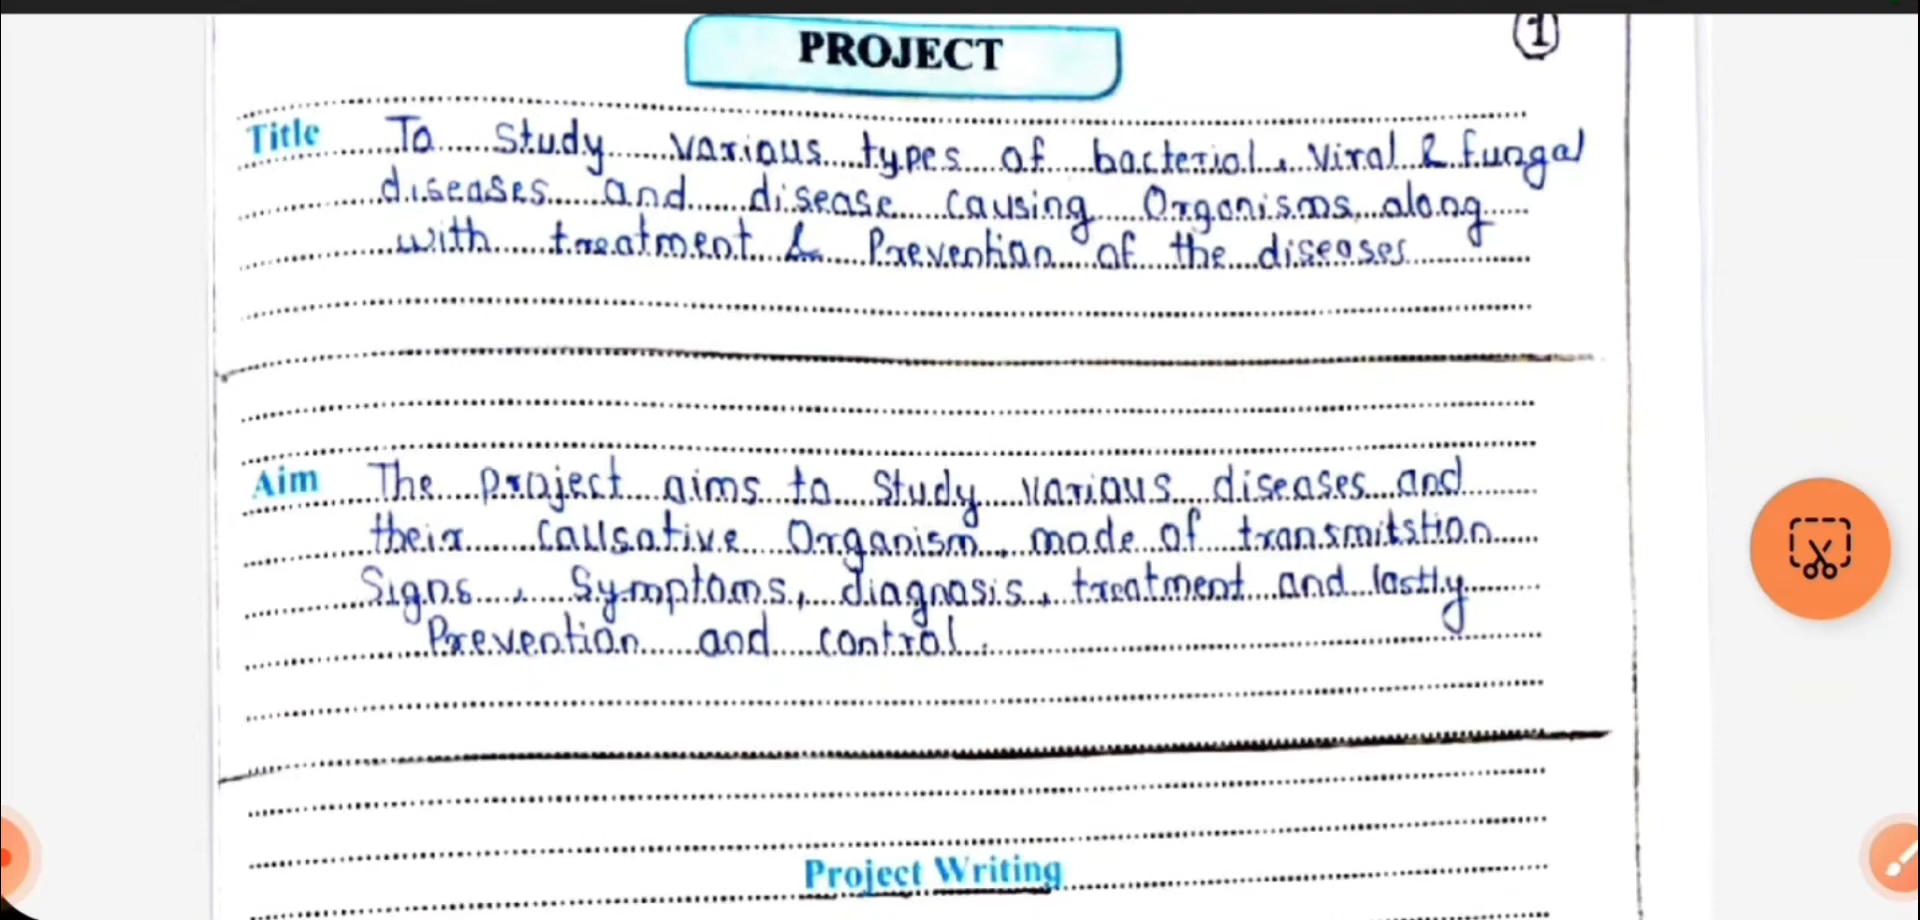 PROJECT
1
Title To Study various types of bacterial, Viral & fungal
diseases and disease causing Organisms, along
with treatment & Prevention of the diseases
Aim The project aims to Study various diseases and
their Causative Organism, mode of transmitstion
Signs, Symptoms, diagnosis, treatment and lastly
Prevention and control.
Project Writing